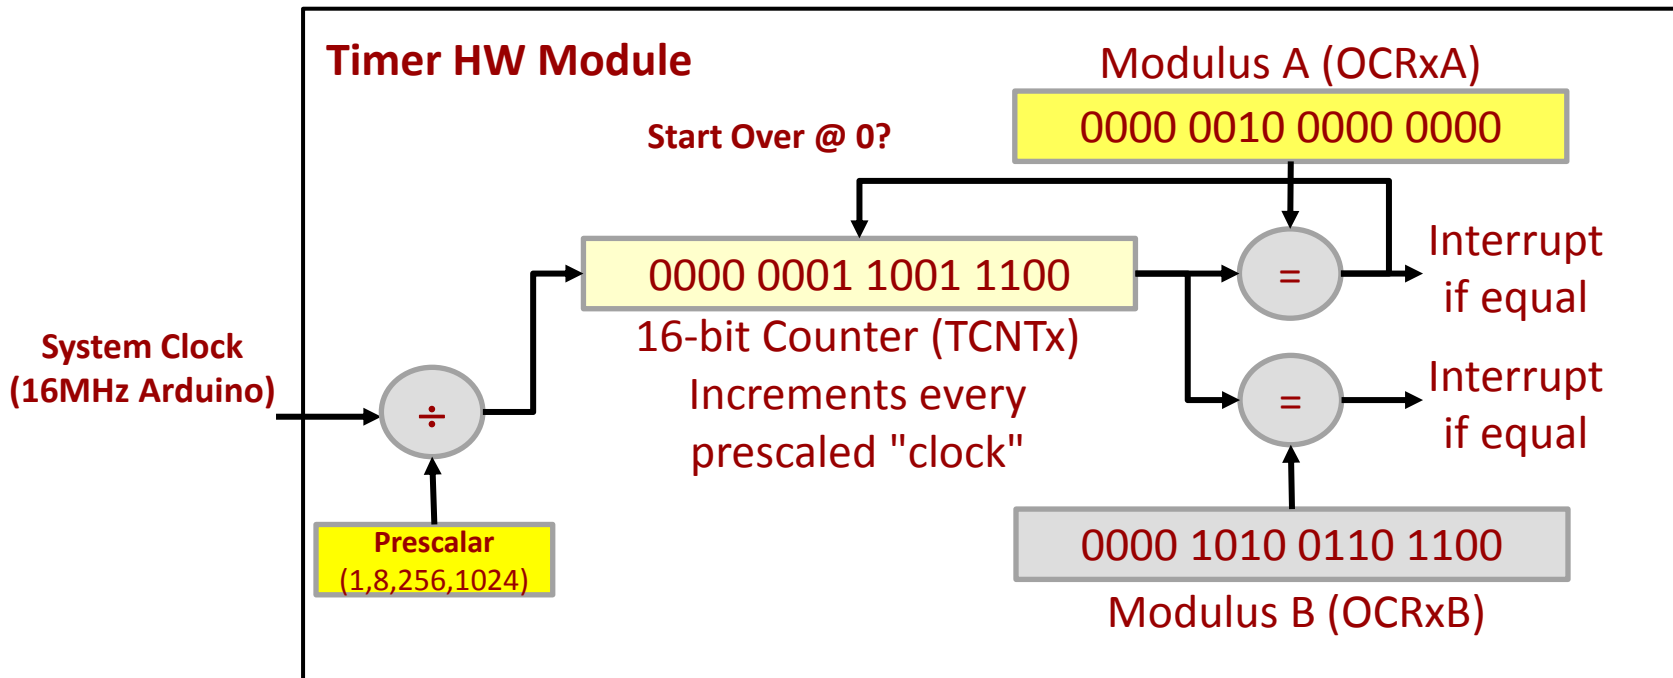 Timer HW Module
Modulus A (OCRxA)
0000 0010 0000 0000
Start Over @ 0?
0000 0001 1001 1100
=
Interrupt
if equal
16-bit Counter (TCNTx)
Increments every
prescaled "clock"
System Clock
(16MHz Arduino)
÷
=
Interrupt
if equal
Prescalar
(1,8,256,1024)
0000 1010 0110 1100
Modulus B (OCRxB)